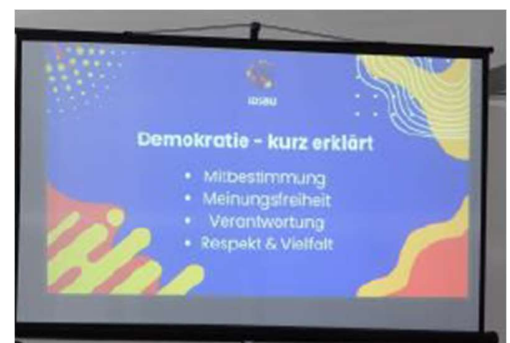 Demokratie - kurz erklärt
• Mitbestimmung
• Meinungsfreiheit
• Verantwortung
• Respekt & Vielfalt